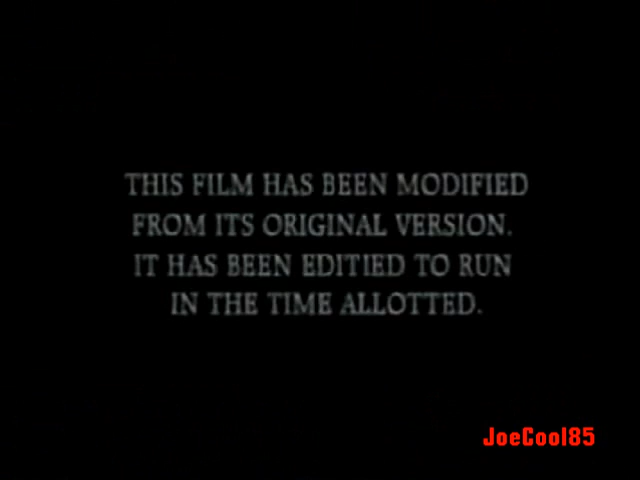 THIS FILM HAS BEEN MODIFIED
FROM ITS ORIGINAL VERSION.
IT HAS BEEN EDITIED TO RUN
IN THE TIME ALLOTTED.
JoeCool85